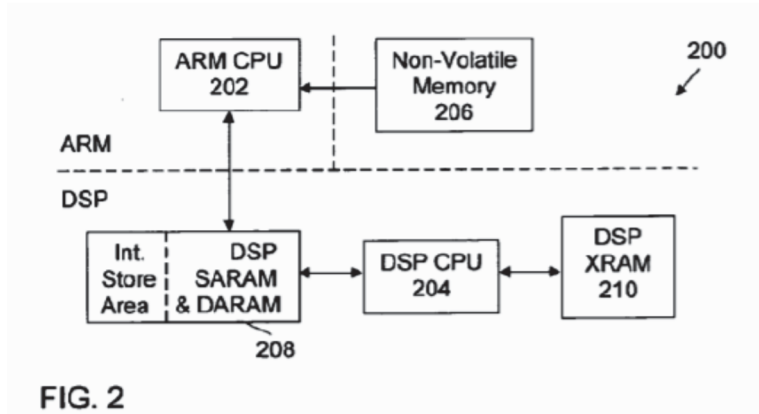 ARM CPU
202
Non-Volatile
Memory
206
200
ARM
DSP
Int.
Store
Area
DSP
SARAM
& DARAM
208
DSP CPU
204
DSP
XRAM
210
FIG. 2